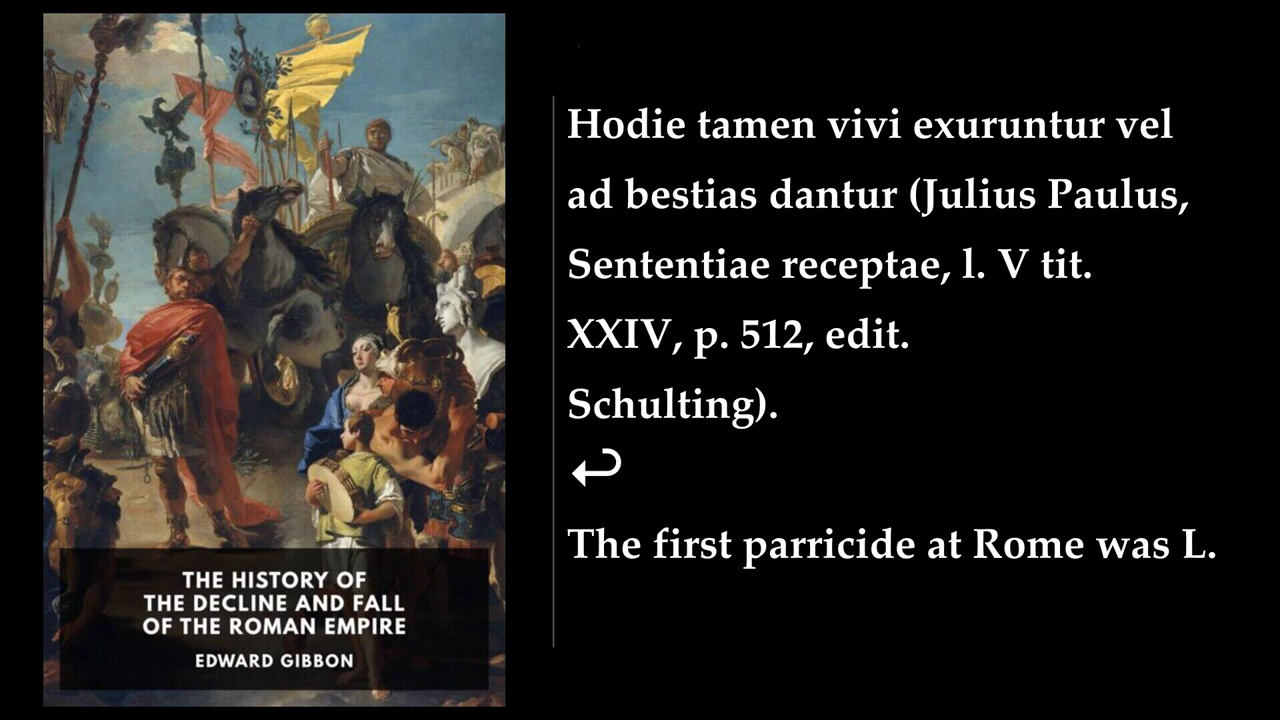 THE HISTORY OF
THE DECLINE AND FALL
OF THE ROMAN EMPIRE
EDWARD GIBBON
Hodie tamen vivi exuruntur vel
ad bestias dantur (Julius Paulus,
Sententiae receptae, l. V tit.
XXIV, p. 512, edit.
Schulting).
↩
The first parricide at Rome was L.